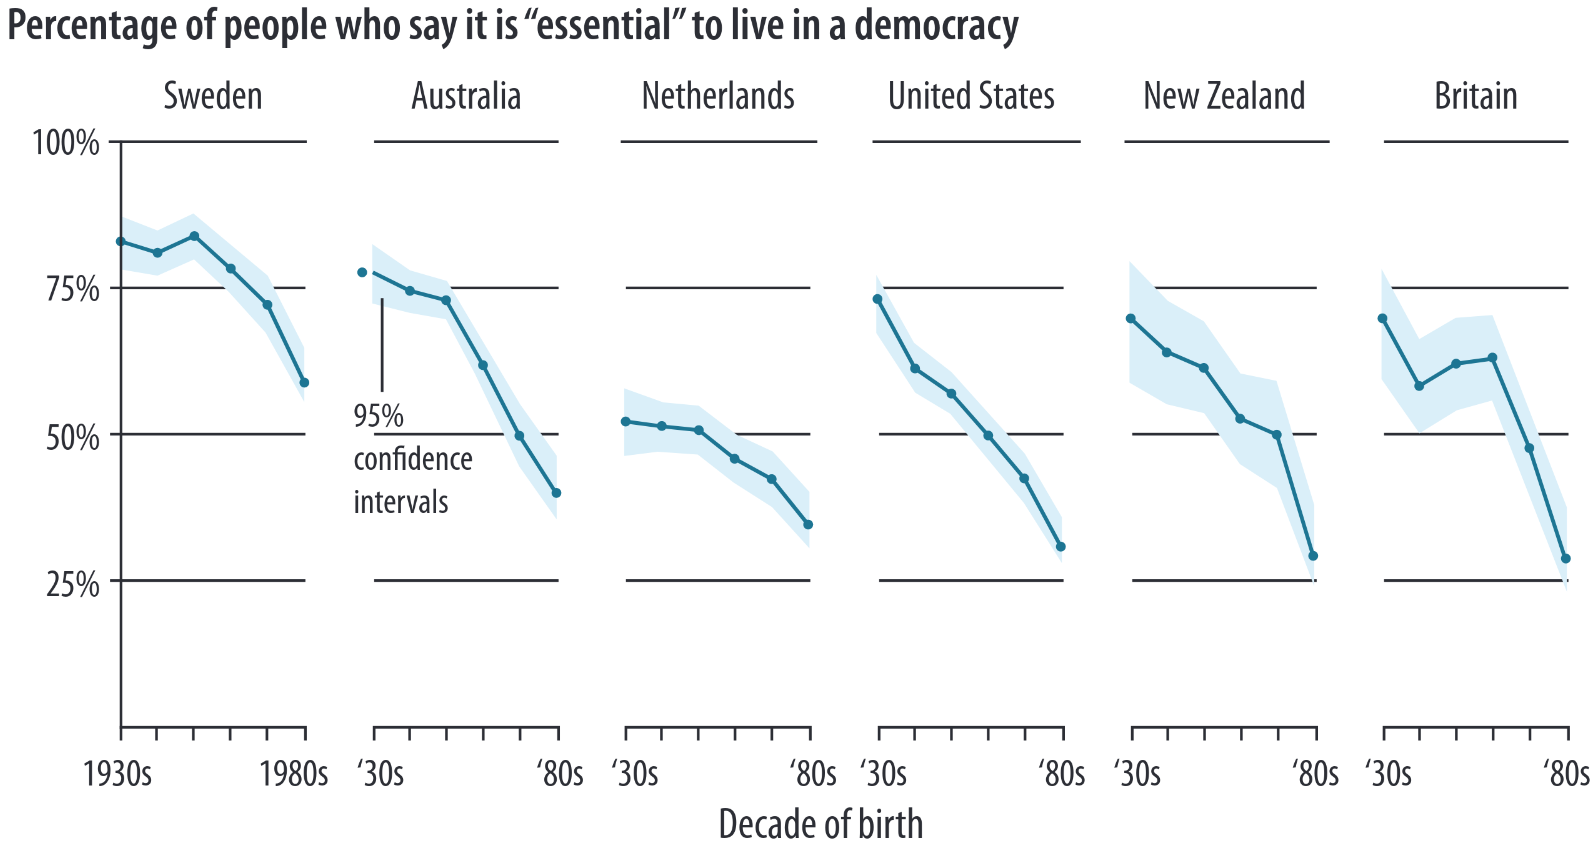 Percentage of people who say it is “essential” to live in a democracy
Sweden Australia Netherlands United States New Zealand Britain
100%
75%
50%
25%
95%
confidence
intervals
1930s 1980s ‘30s ‘80s ‘30s ‘80s ‘30s ‘80s ‘30s ‘80s ‘30s ‘80s
Decade of birth